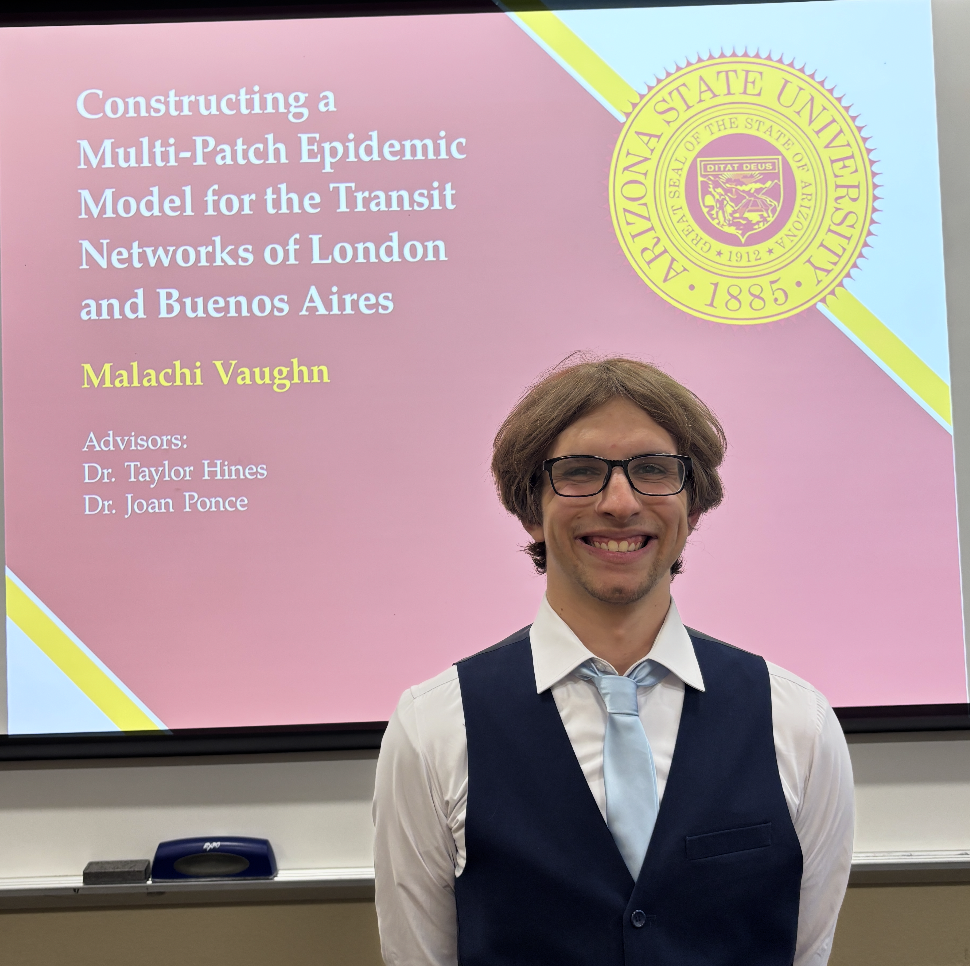 Constructing a
Multi-Patch Epidemic
Model for the Transit
Networks of London
and Buenos Aires
Malachi Vaughn
Advisors:
Dr. Taylor Hines
Dr. Joan Ponce
ARIZONA STATE UNIVERSITY
GREAT SEAL OF THE STATE OF ARIZONA
DITAT DEUS
★ 1912 ★
· 1885 ·
EXPO